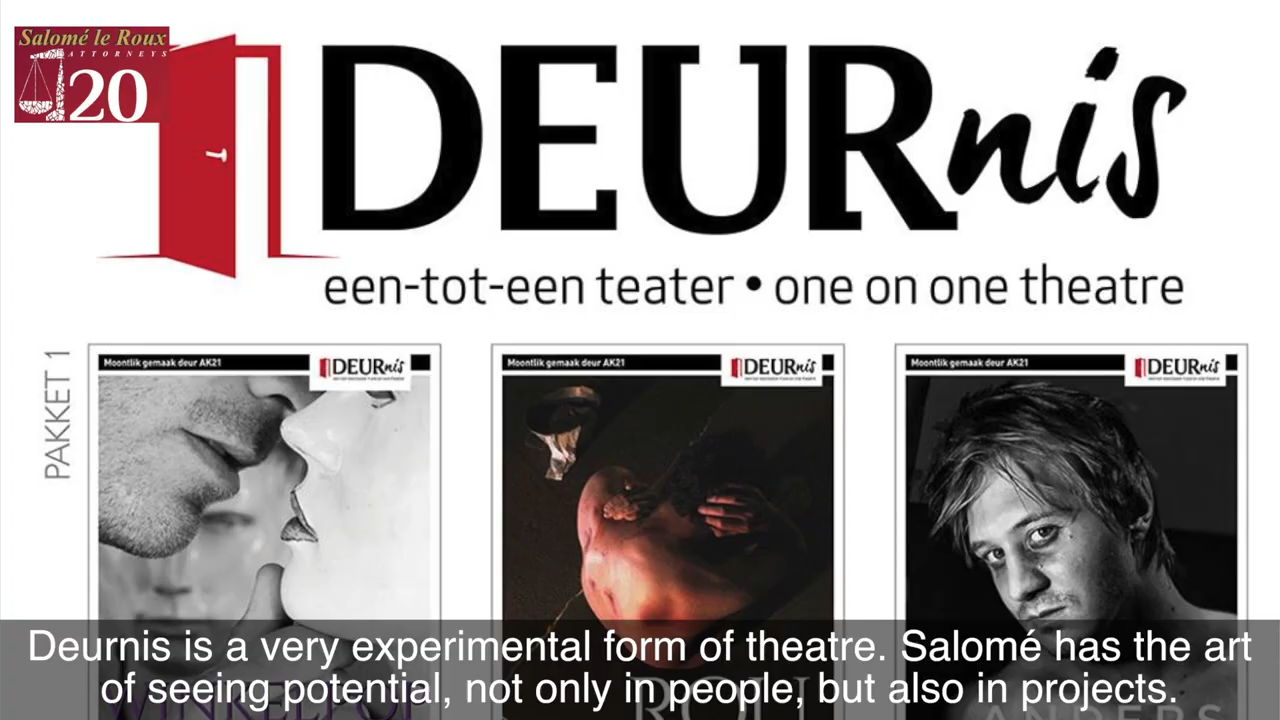 Salomé le Roux
ATTORNEYS
20
DEURnis
een-tot-een teater • one on one theatre
PAKKET 1
Moontlik gemaak deur AK21
DEURnis
Moontlik gemaak deur AK21
DEURnis
Moontlik gemaak deur AK21
DEURnis
Deurnis is a very experimental form of theatre. Salomé has the art
of seeing potential, not only in people, but also in projects.